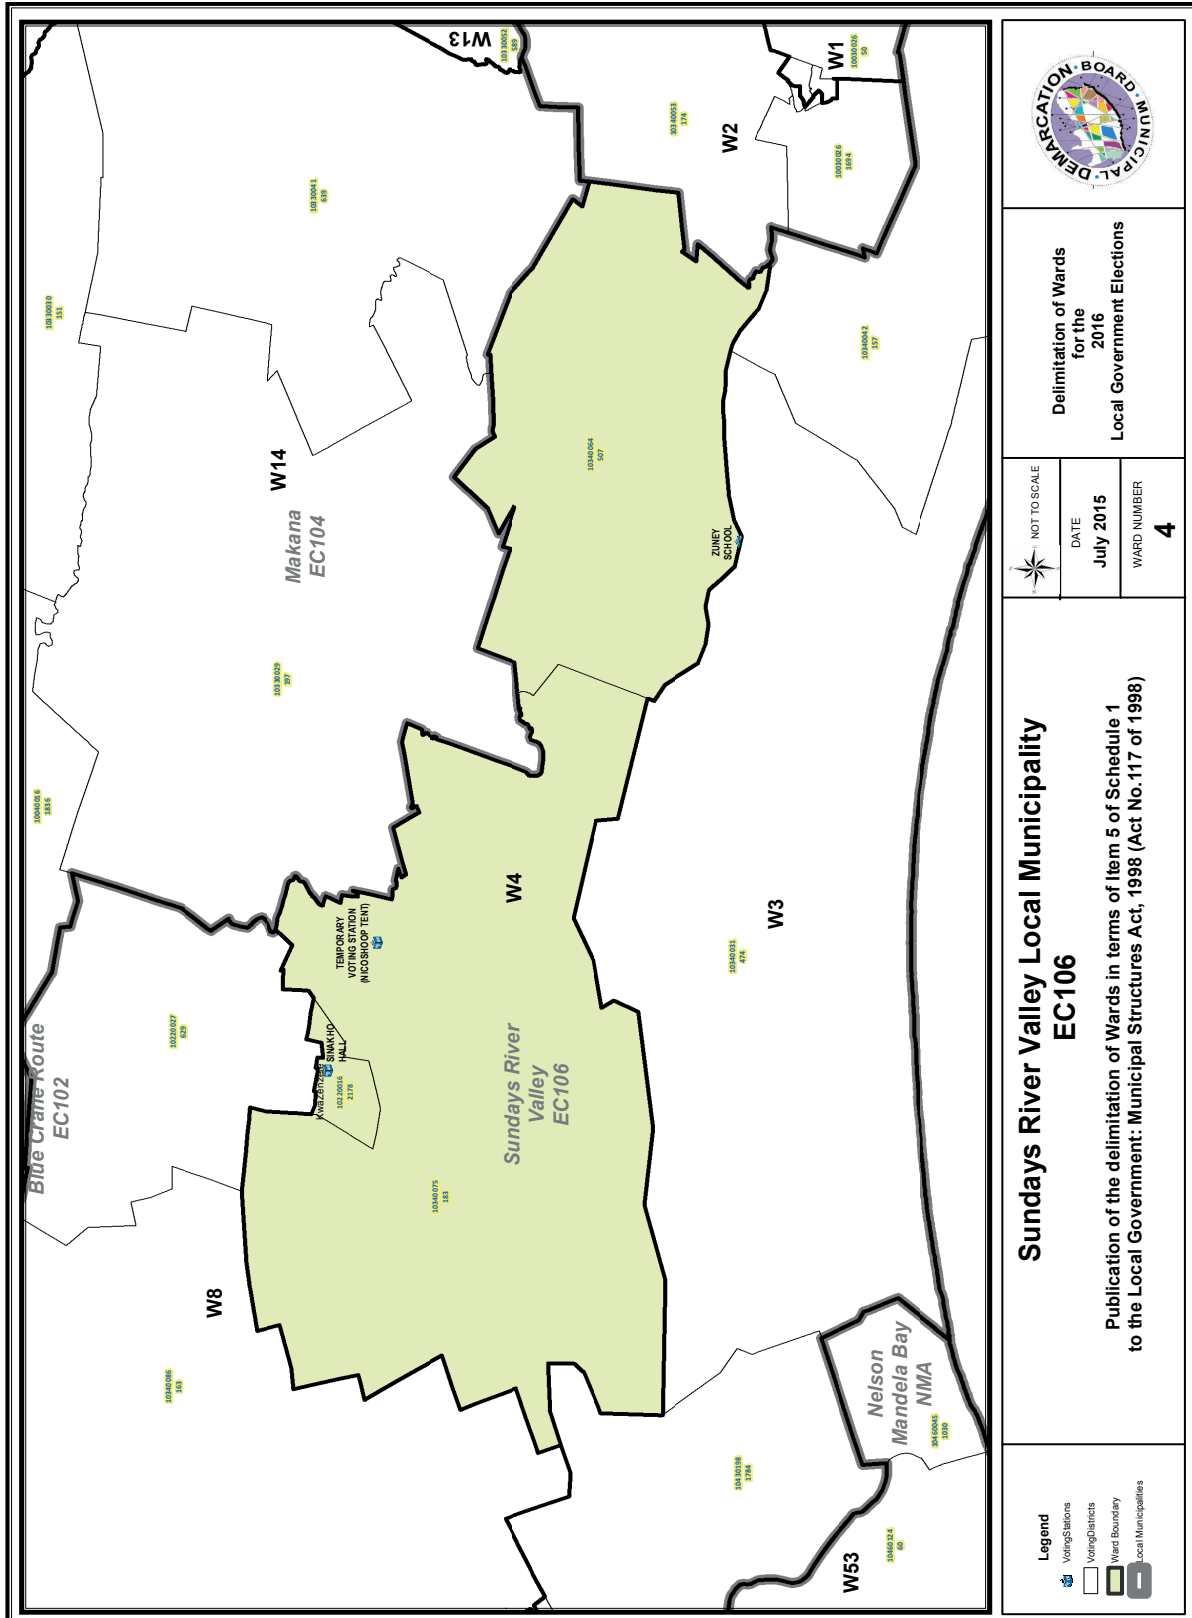 W13
10330052
589
W1
10030026
50
10330030
151
10330041
639
10340053
174
W2
10030026
1694
10340042
157
W14
Makana
EC104
10340064
507
ZUNEY
SCHOOL
10040016
1836
10330029
397
TEMPORARY
VOTING STATION
(NICOSHOOP TENT)
W4
W3
10340031
474
Blue Crane Route
EC102
10220027
629
Kwazenzele
SINAKHO
HALL
10220016
2178
Sundays River
Valley
EC106
10340075
183
W8
10340086
163
Nelson
Mandela Bay
NMA
10460045
1030
10430198
1784
W53
10460124
60
Legend
VotingStations
VotingDistricts
Ward Boundary
Local Municipalities
Sundays River Valley Local Municipality
EC106
Publication of the delimitation of Wards in terms of Item 5 of Schedule 1
to the Local Government: Municipal Structures Act, 1998 (Act No.117 of 1998)
NOT TO SCALE
DATE
July 2015
WARD NUMBER
4
Delimitation of Wards
for the
2016
Local Government Elections
MUNICIPAL DEMARCATION BOARD